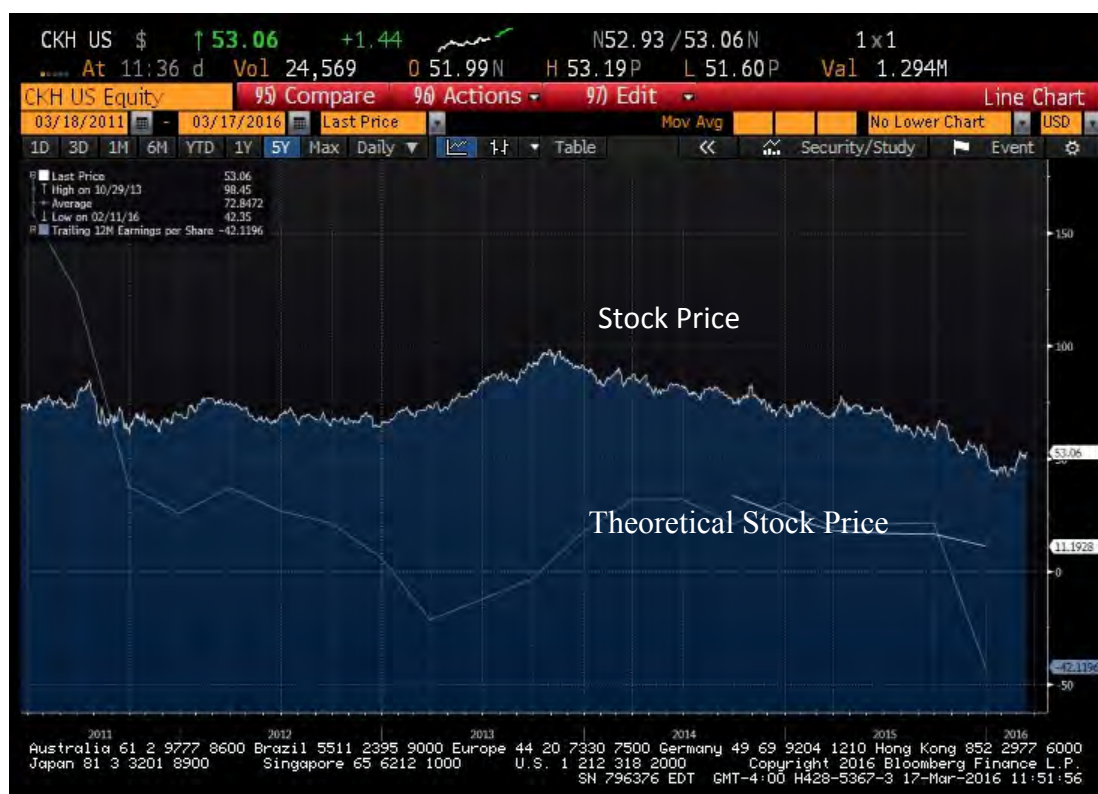 CKH US $ ↑53.06 +1.44 N52.93/53.06N 1x1
At 11:36 d Vol 24,569 O 51.99N H 53.19P L 51.60P Val 1.294M
CKH US Equity 95) Compare 96) Actions 97) Edit Line Chart
03/18/2011 - 03/17/2016 Last Price Mov Avg No Lower Chart USD
1D 3D 1M 6M YTD 1Y 5Y Max Daily ▼ Table « Security/Study Event
Last Price 53.06
High on 10/29/13 98.45
Average 72.8472
Low on 02/11/16 42.35
Trailing 12M Earnings per Share -42.1196
150
Stock Price
100
53.06
Theoretical Stock Price
11.1928
0
-42.1196
-50
2011 2012 2013 2014 2015 2016
Australia 61 2 9777 8600 Brazil 5511 2395 9000 Europe 44 20 7330 7500 Germany 49 69 9204 1210 Hong Kong 852 2977 6000
Japan 81 3 3201 8900 Singapore 65 6212 1000 U.S. 1 212 318 2000 Copyright 2016 Bloomberg Finance L.P.
SN 796376 EDT GMT-4:00 H428-5367-3 17-Mar-2016 11:51:56